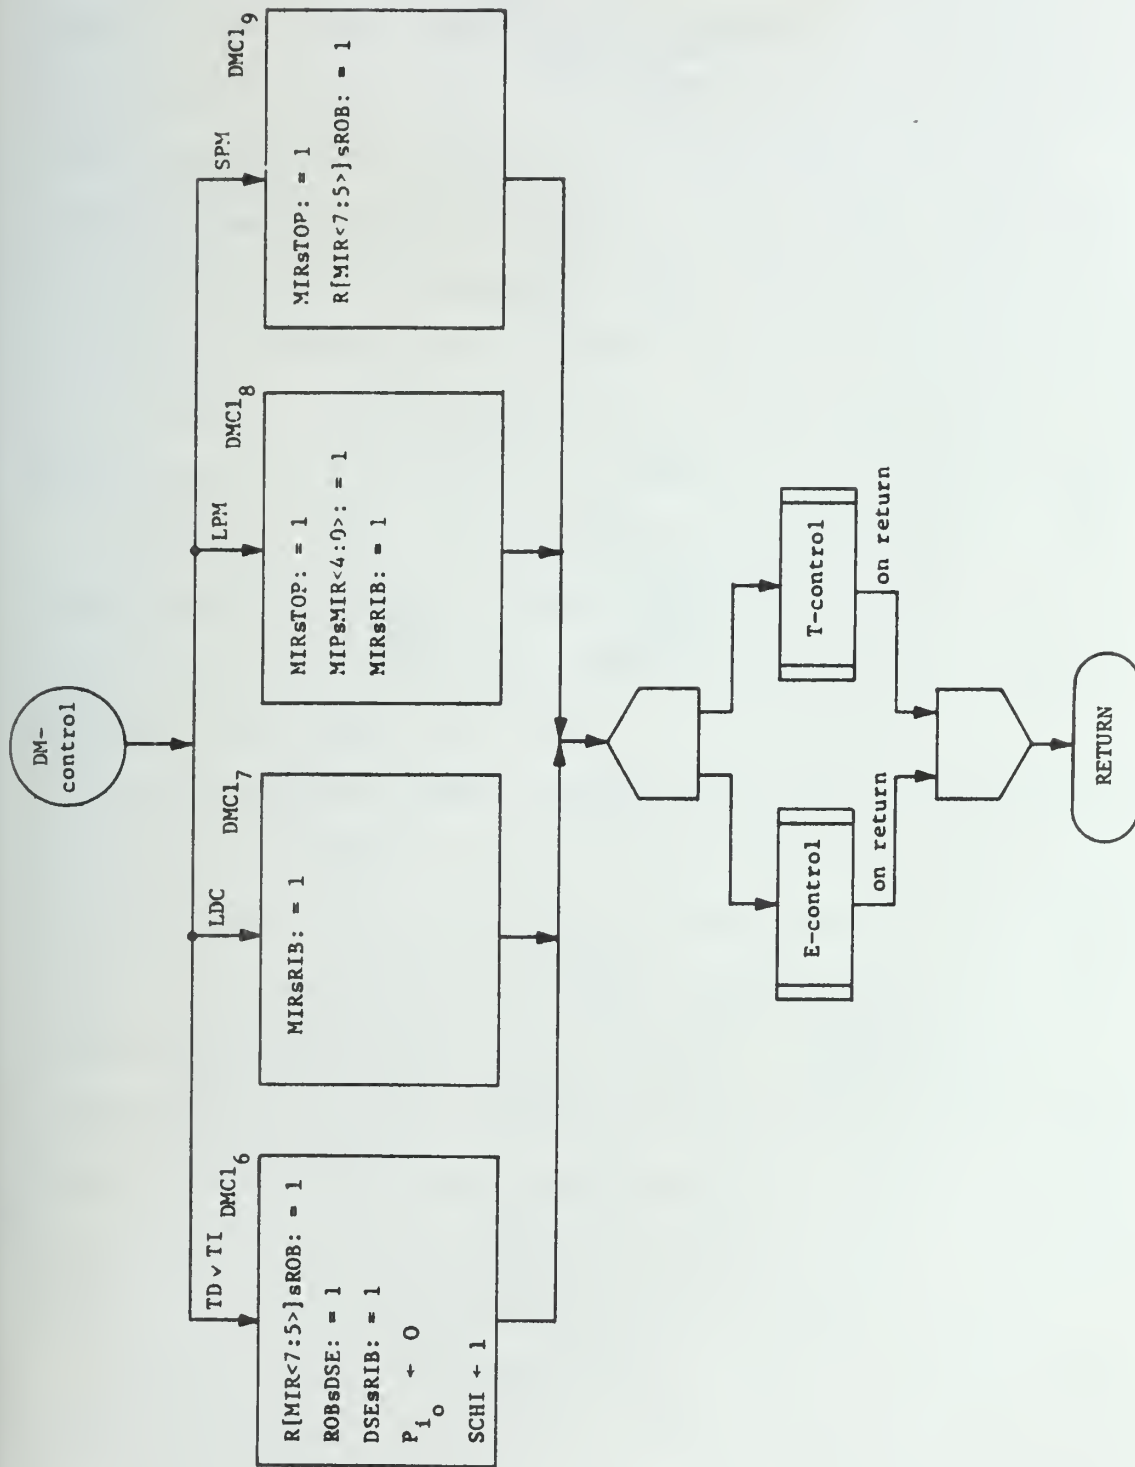 DM-
control
TD ∨ TI
DMC1₆
R[MIR<7:5>]sROB: = 1
ROBsDSE: = 1
DSEsRIB: = 1
P i o ← 0
SCHI ← 1
LDC
DMC1₇
MIRsRIB: = 1
LPM
DMC1₈
MIRsTOP: = 1
MIPsMIR<4:0>: = 1
MIRsRIB: = 1
SPM
DMC1₉
MIRsTOP: = 1
R[MIR<7:5>]sROB: = 1
E-control
on return
T-control
on return
RETURN